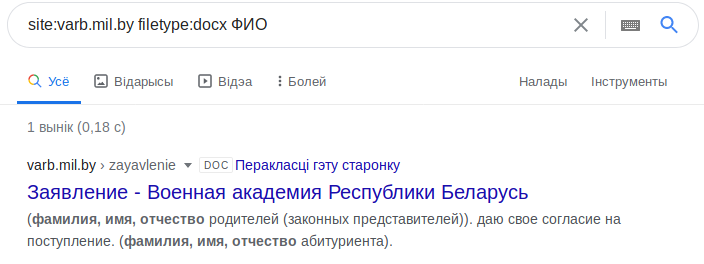 site:varb.mil.by filetype:docx ФИО
Усё Відарысы Відэа Болей Налады Інструменты
1 вынік (0,18 с)
varb.mil.by › zayavlenie DOC Перакласці гэту старонку
Заявление - Военная академия Республики Беларусь
(фамилия, имя, отчество родителей (законных представителей)). даю свое согласие на
поступление. (фамилия, имя, отчество абитуриента).